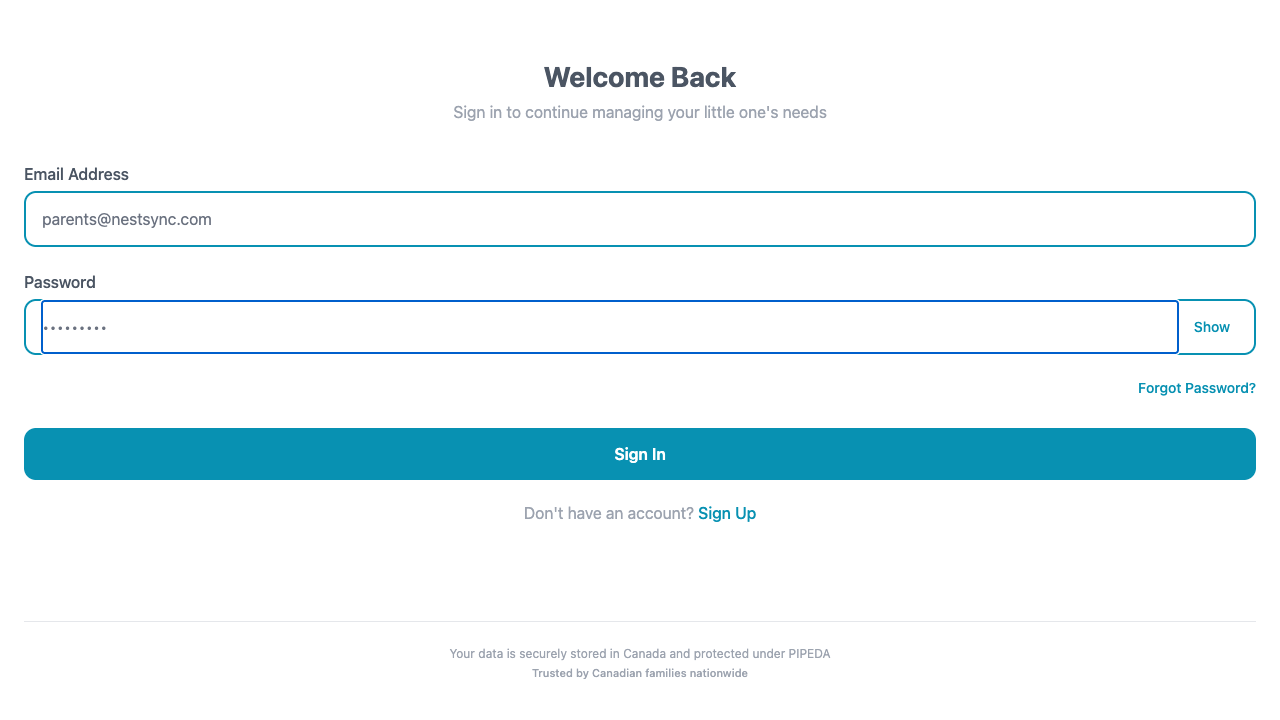 Welcome Back
Sign in to continue managing your little one's needs
Email Address
parents@nestsync.com
Password
•••••••••
Show
Forgot Password?
Sign In
Don't have an account? Sign Up
Your data is securely stored in Canada and protected under PIPEDA
Trusted by Canadian families nationwide